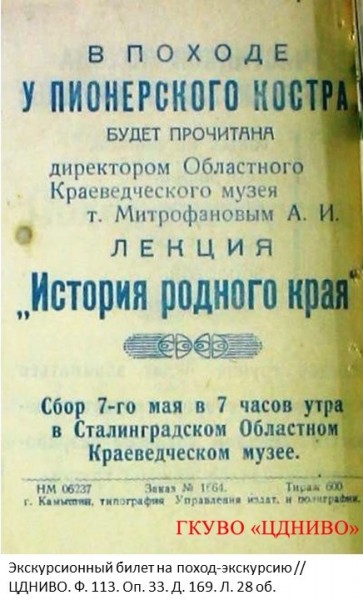 В ПОХОДЕ
У ПИОНЕРСКОГО КОСТРА
БУДЕТ ПРОЧИТАНА
директором Областного
Краеведческого музея
т. Митрофановым А. И.
ЛЕКЦИЯ
„История родного края"
Сбор 7-го мая в 7 часов утра
в Сталинградском Областном
Краеведческом музее.
НМ 06237 Заказ № 1664. Тираж 600
г. Камышин, типография Управления издат. и полиграфии.
ГКУВО «ЦДНИВО»
Экскурсионный билет на поход-экскурсию//
ЦДНИВО. Ф. 113. Оп. 33. Д. 169. Л. 28 об.